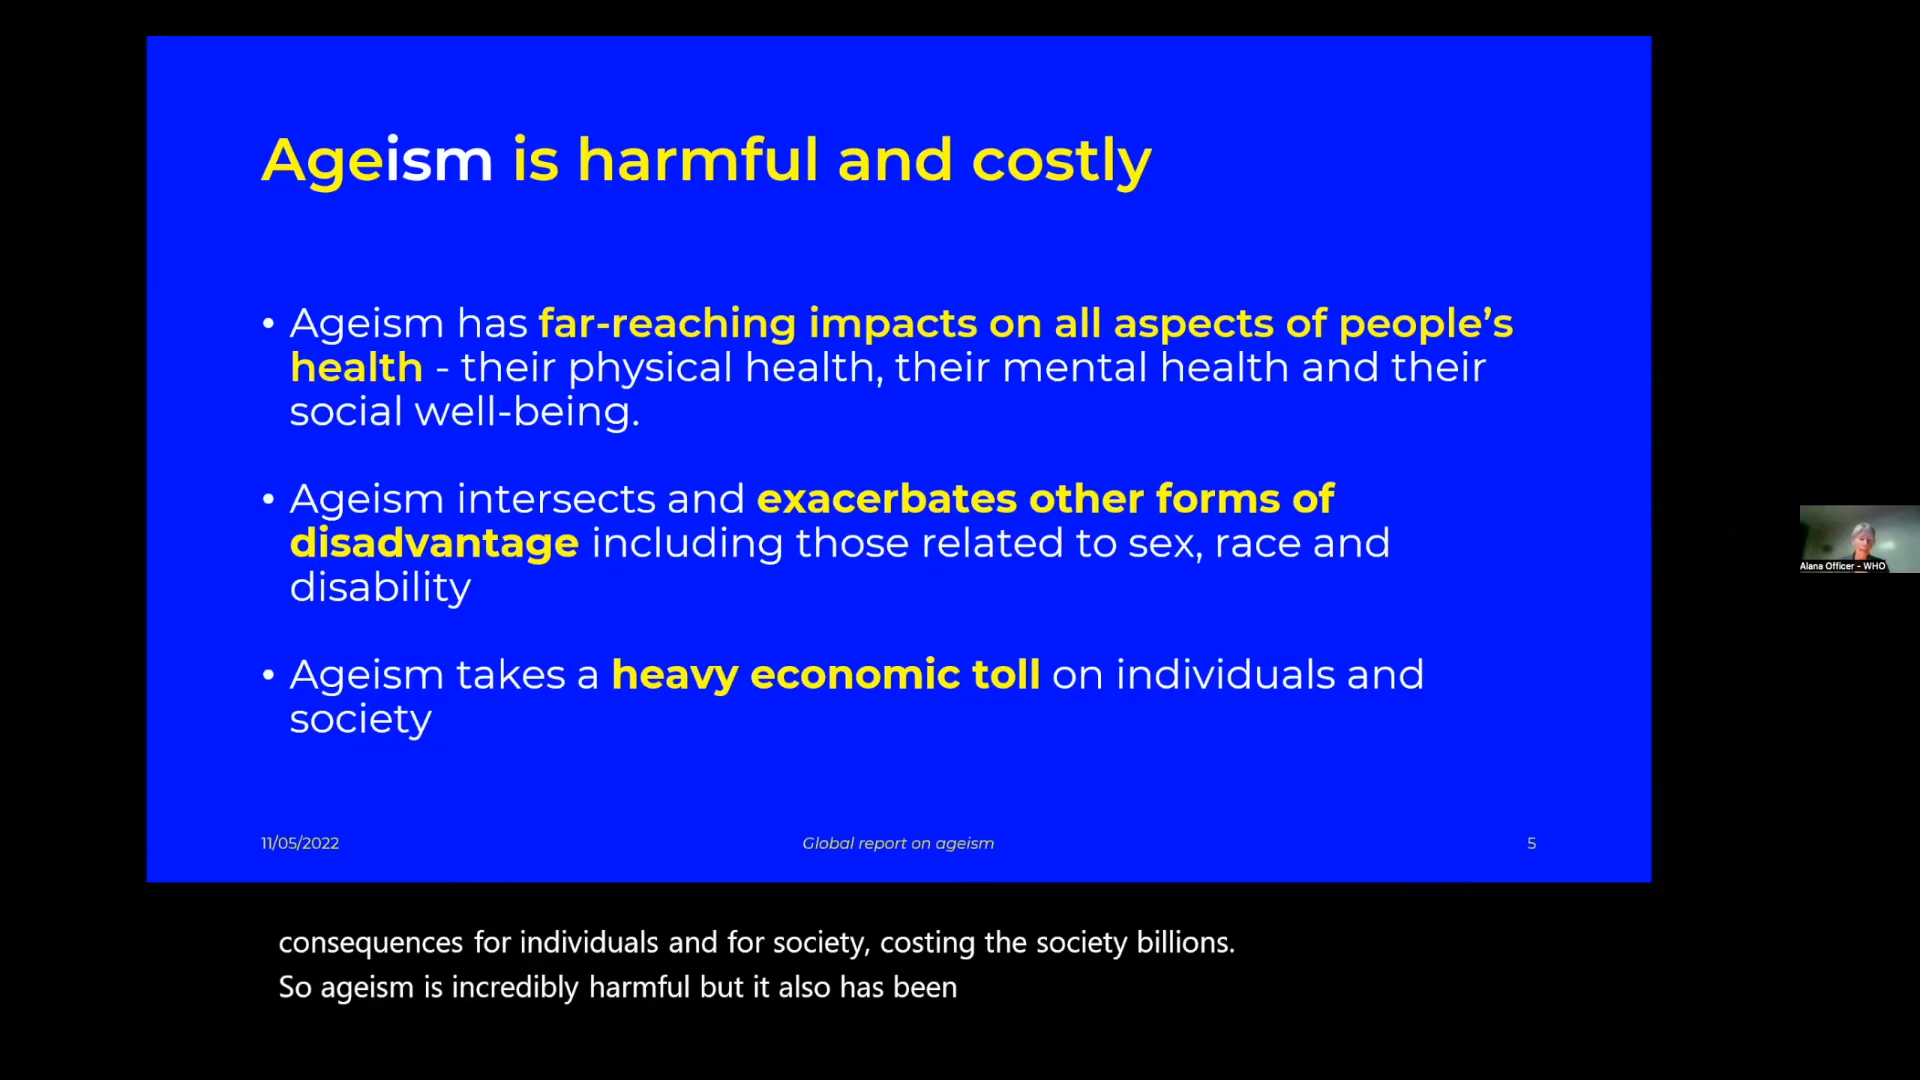 Ageism is harmful and costly
• Ageism has far-reaching impacts on all aspects of people’s
health - their physical health, their mental health and their
social well-being.
• Ageism intersects and exacerbates other forms of
disadvantage including those related to sex, race and
disability
• Ageism takes a heavy economic toll on individuals and
society
11/05/2022
Global report on ageism
5
Alana Officer - WHO
consequences for individuals and for society, costing the society billions.
So ageism is incredibly harmful but it also has been